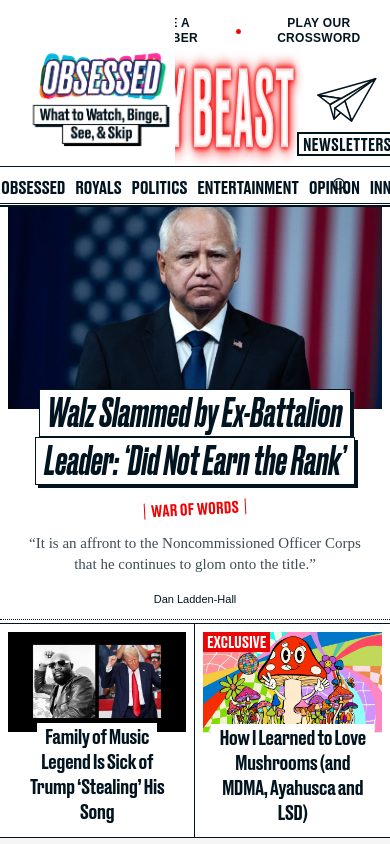 E A
BER
PLAY OUR
CROSSWORD
OBSESSED
What to Watch, Binge,
See, & Skip
Y BEAST
NEWSLETTERS
OBSESSED ROYALS POLITICS ENTERTAINMENT OPINION INN
Walz Slammed by Ex-Battalion
Leader: ‘Did Not Earn the Rank’
WAR OF WORDS
“It is an affront to the Noncommissioned Officer Corps
that he continues to glom onto the title.”
Dan Ladden-Hall
Family of Music
Legend Is Sick of
Trump ‘Stealing’ His
Song
EXCLUSIVE
How I Learned to Love
Mushrooms (and
MDMA, Ayahusca and
LSD)